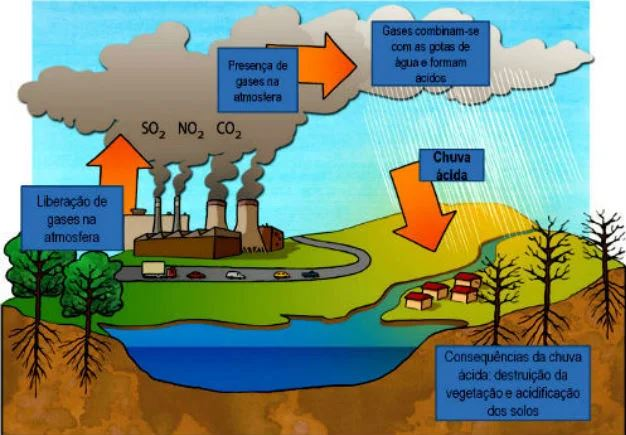 Gases combinam-se
com as gotas de
água e formam
ácidos
Presença de
gases na
atmosfera
SO₂ NO₂ CO₂
Chuva
ácida
Liberação de
gases na
atmosfera
Consequências da chuva
ácida: destruição da
vegetação e acidificação
dos solos